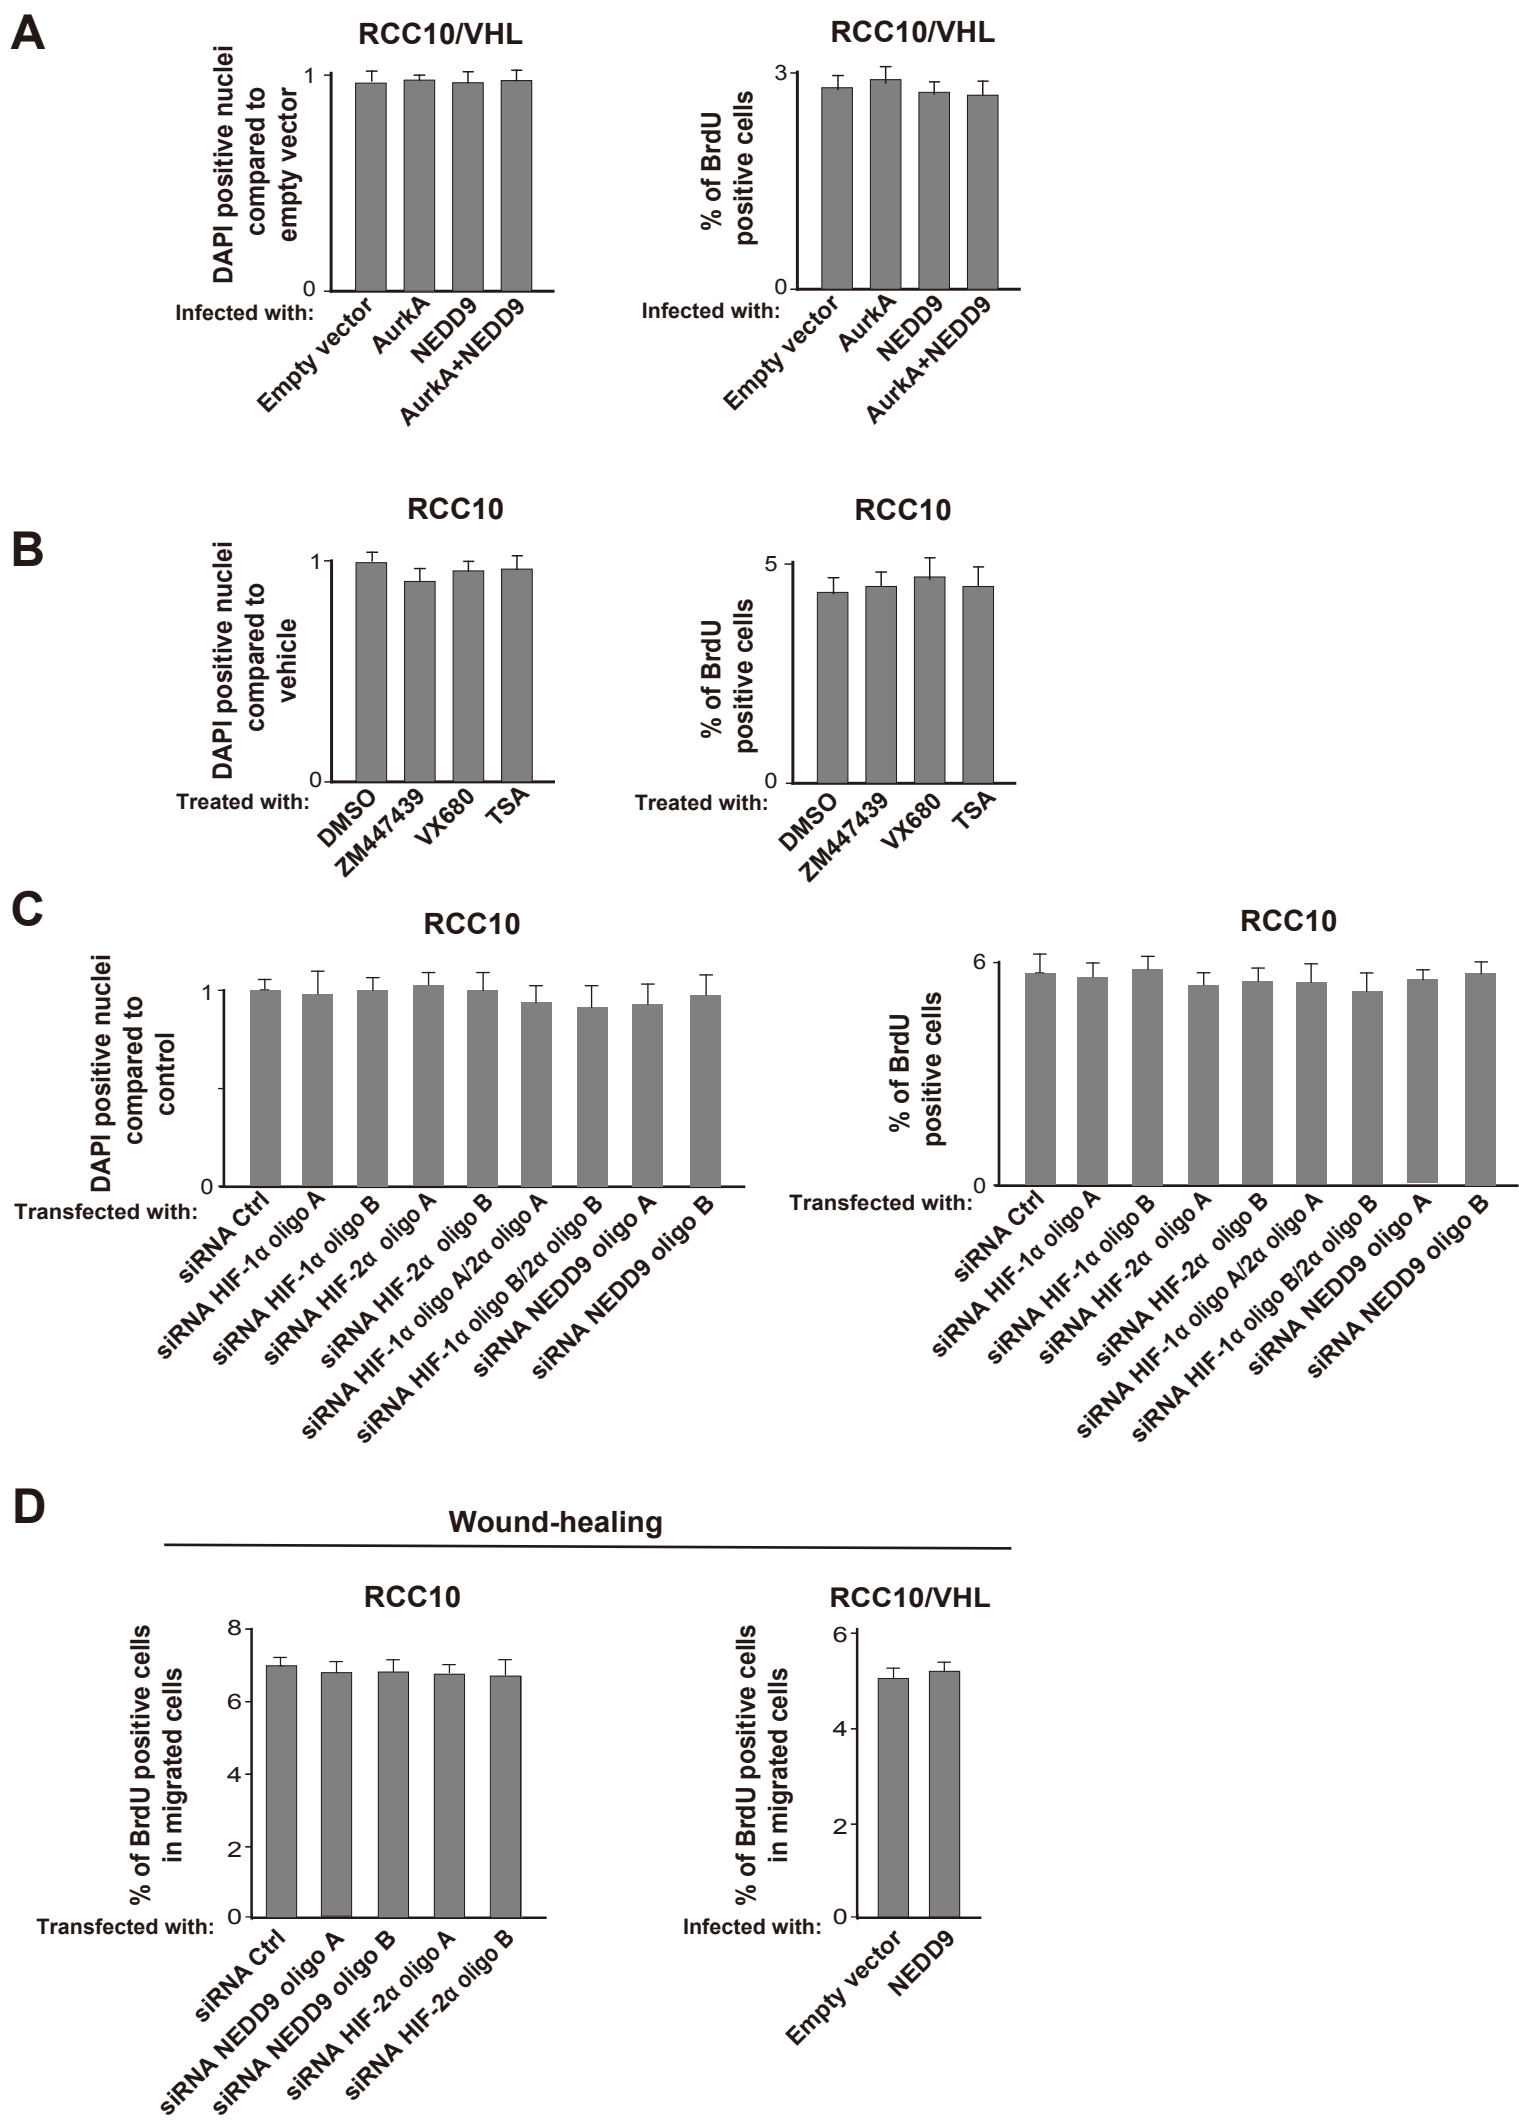 A
RCC10/VHL
DAPI positive nuclei
compared to
empty vector
1
0
Infected with:
Empty vector
AurkA
NEDD9
AurkA+NEDD9
RCC10/VHL
% of BrdU
positive cells
3
0
Infected with:
Empty vector
AurkA
NEDD9
AurkA+NEDD9
B
RCC10
DAPI positive nuclei
compared to
vehicle
1
0
Treated with:
DMSO
ZM447439
VX680
TSA
RCC10
% of BrdU
positive cells
5
0
Treated with:
DMSO
ZM447439
VX680
TSA
C
RCC10
DAPI positive nuclei
compared to
control
1
0
Transfected with:
siRNA Ctrl
siRNA HIF-1α oligo A
siRNA HIF-1α oligo B
siRNA HIF-2α oligo A
siRNA HIF-2α oligo B
siRNA HIF-1α oligo A/2α oligo A
siRNA HIF-1α oligo B/2α oligo B
siRNA NEDD9 oligo A
siRNA NEDD9 oligo B
RCC10
% of BrdU
positive cells
6
0
Transfected with:
siRNA Ctrl
siRNA HIF-1α oligo A
siRNA HIF-1α oligo B
siRNA HIF-2α oligo A
siRNA HIF-2α oligo B
siRNA HIF-1α oligo A/2α oligo A
siRNA HIF-1α oligo B/2α oligo B
siRNA NEDD9 oligo A
siRNA NEDD9 oligo B
D
Wound-healing
RCC10
% of BrdU positive cells
in migrated cells
8
6
4
2
0
Transfected with:
siRNA Ctrl
siRNA NEDD9 oligo A
siRNA NEDD9 oligo B
siRNA HIF-2α oligo A
siRNA HIF-2α oligo B
RCC10/VHL
% of BrdU positive cells
in migrated cells
6
4
2
0
Infected with:
Empty vector
NEDD9